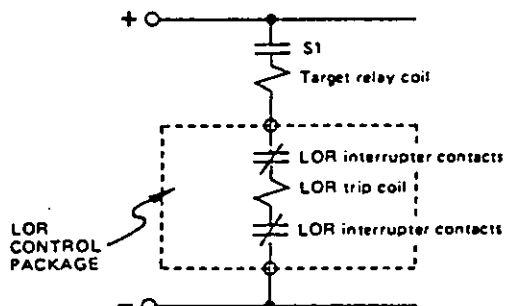 +
S1
Target relay coil
LOR interrupter contacts
LOR trip coil
LOR interrupter contacts
LOR
CONTROL
PACKAGE
−